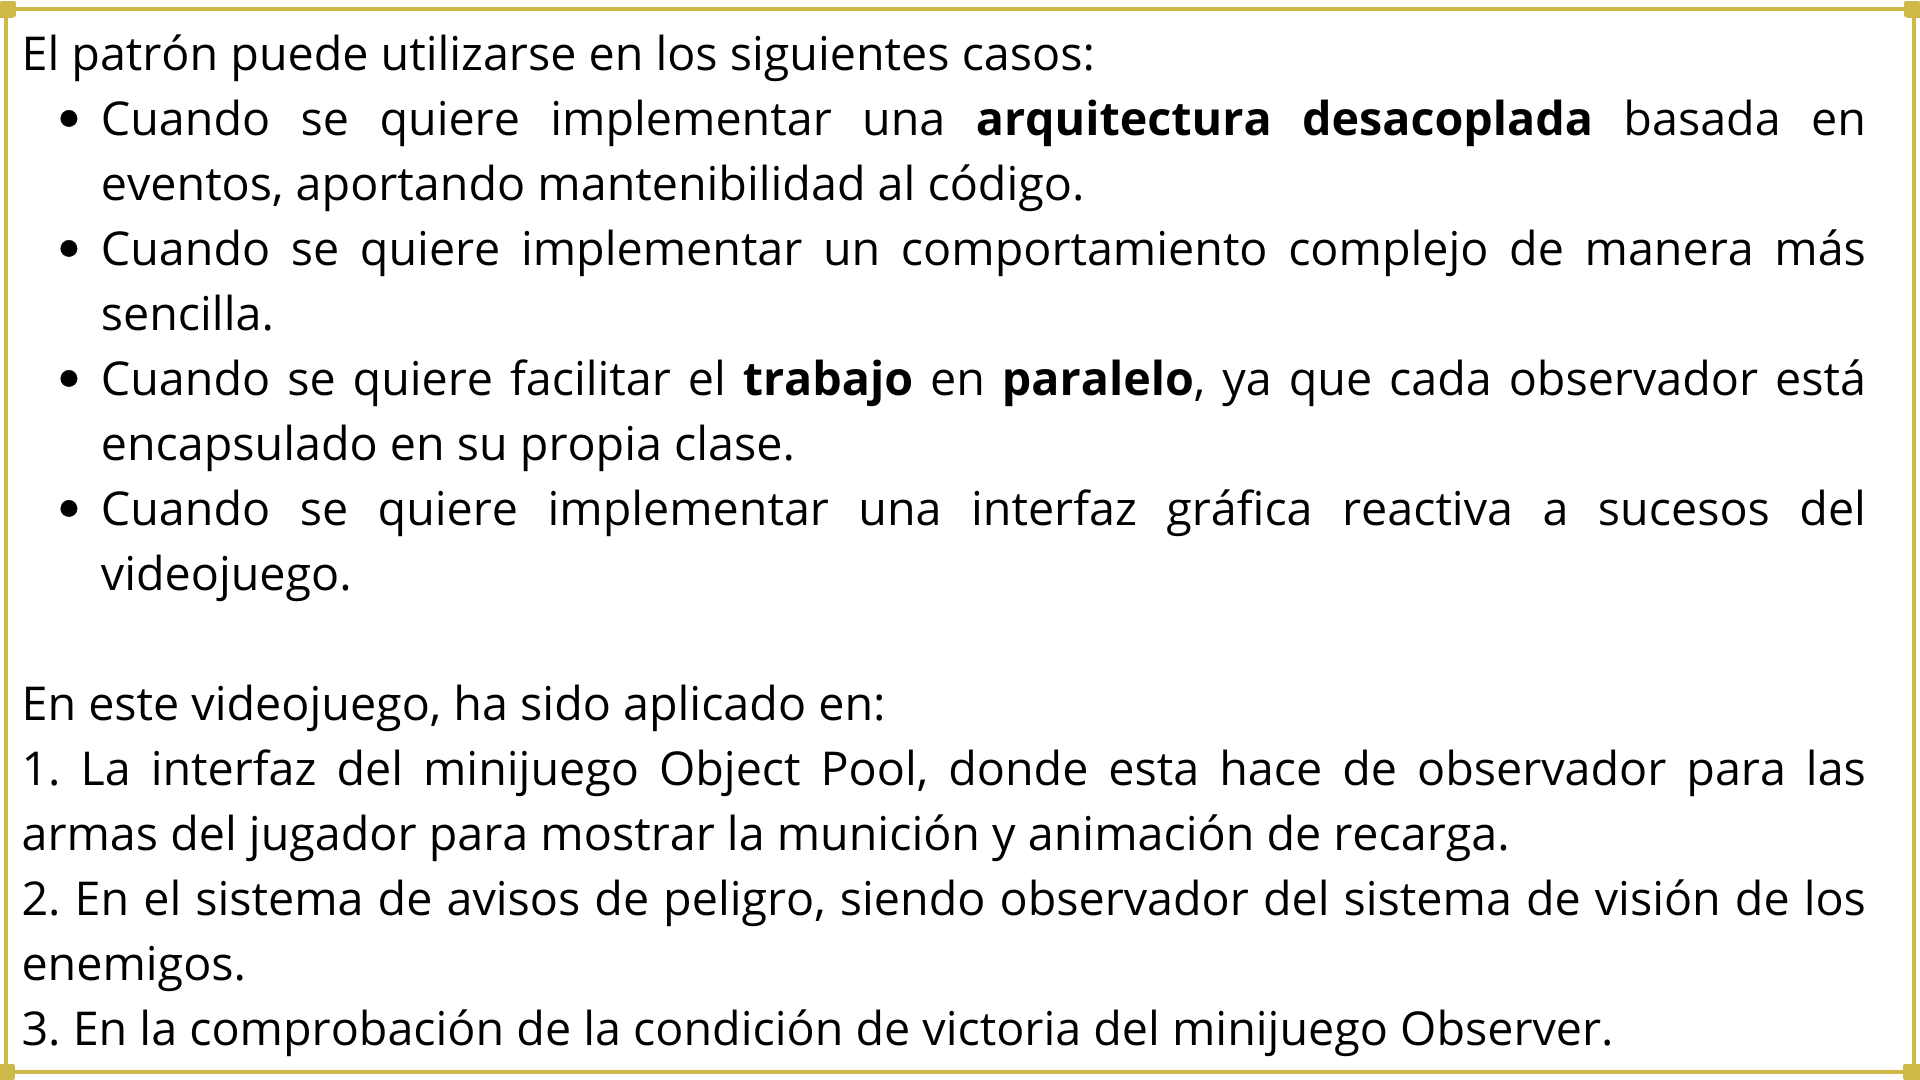 El patrón puede utilizarse en los siguientes casos:
• Cuando se quiere implementar una arquitectura desacoplada basada en
eventos, aportando mantenibilidad al código.
• Cuando se quiere implementar un comportamiento complejo de manera más
sencilla.
• Cuando se quiere facilitar el trabajo en paralelo, ya que cada observador está
encapsulado en su propia clase.
• Cuando se quiere implementar una interfaz gráfica reactiva a sucesos del
videojuego.
En este videojuego, ha sido aplicado en:
1. La interfaz del minijuego Object Pool, donde esta hace de observador para las
armas del jugador para mostrar la munición y animación de recarga.
2. En el sistema de avisos de peligro, siendo observador del sistema de visión de los
enemigos.
3. En la comprobación de la condición de victoria del minijuego Observer.